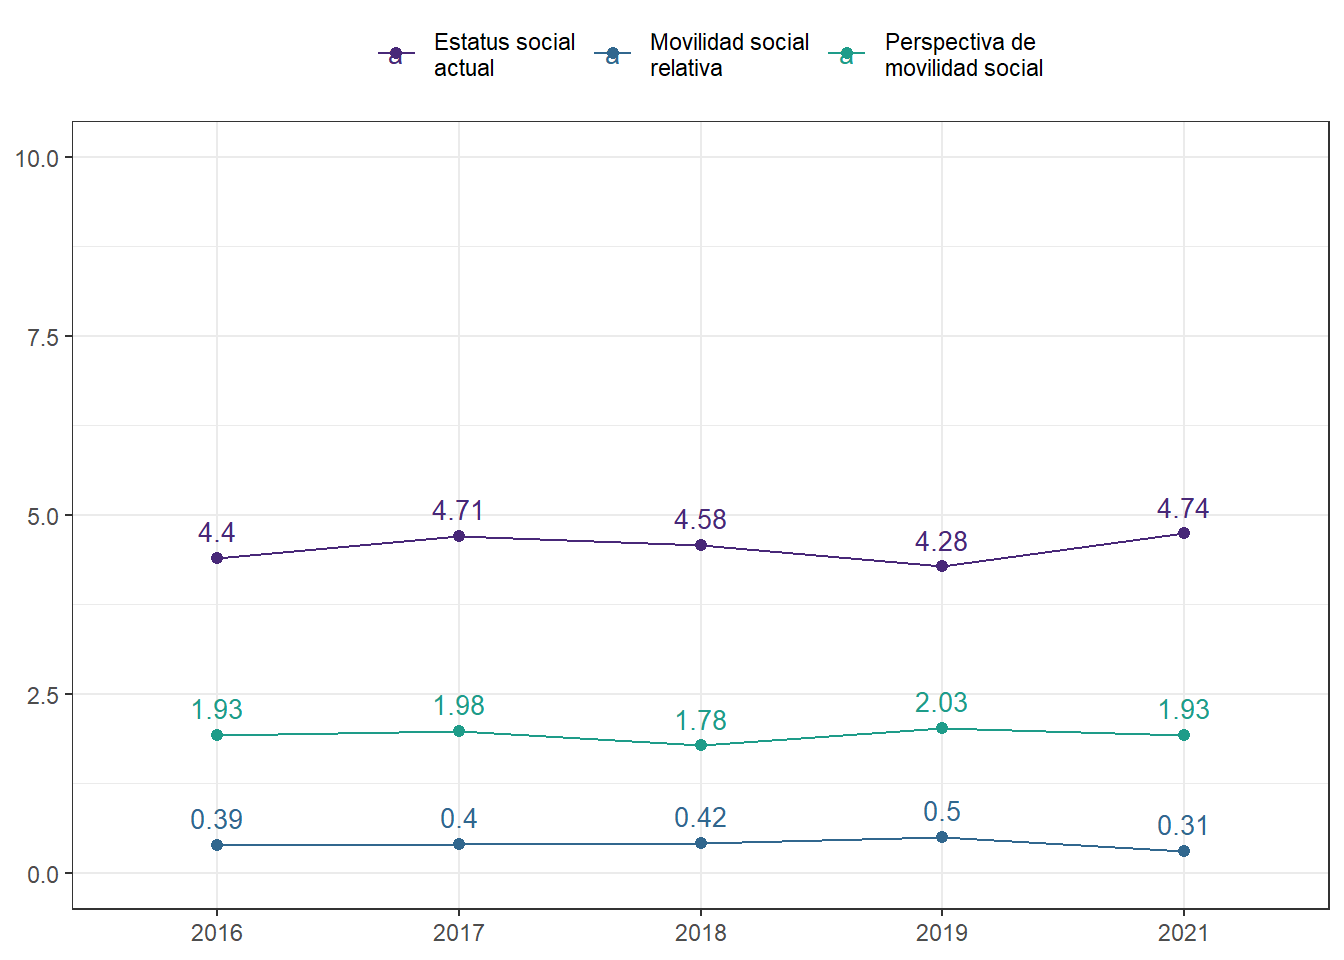 a Estatus social actual
a Movilidad social relativa
a Perspectiva de movilidad social
10.0
7.5
5.0
2.5
0.0
4.4 4.71 4.58 4.28 4.74
1.93 1.98 1.78 2.03 1.93
0.39 0.4 0.42 0.5 0.31
2016 2017 2018 2019 2021